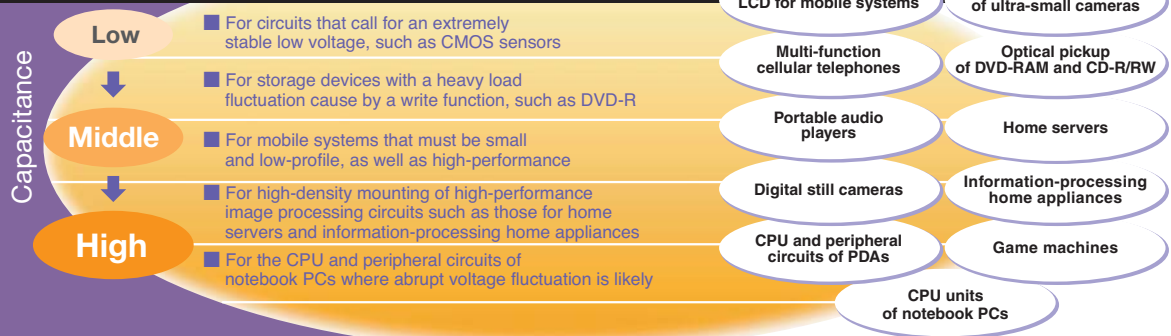 Capacitance
Low
Middle
High
■ For circuits that call for an extremely
stable low voltage, such as CMOS sensors
■ For storage devices with a heavy load
fluctuation cause by a write function, such as DVD-R
■ For mobile systems that must be small
and low-profile, as well as high-performance
■ For high-density mounting of high-performance
image processing circuits such as those for home
servers and information-processing home appliances
■ For the CPU and peripheral circuits of
notebook PCs where abrupt voltage fluctuation is likely
LCD for mobile systems
of ultra-small cameras
Multi-function
cellular telephones
Optical pickup
of DVD-RAM and CD-R/RW
Portable audio
players
Home servers
Digital still cameras
Information-processing
home appliances
CPU and peripheral
circuits of PDAs
Game machines
CPU units
of notebook PCs